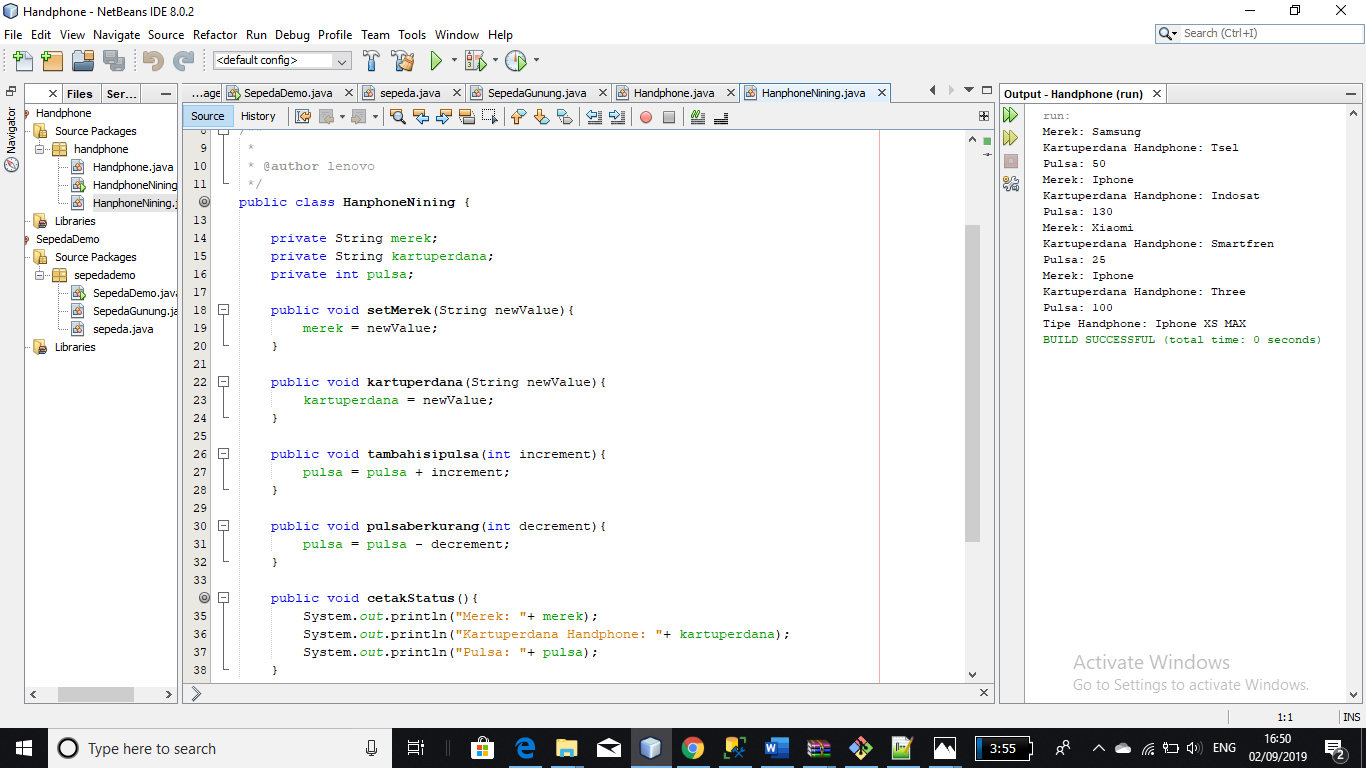 Handphone - NetBeans IDE 8.0.2
File Edit View Navigate Source Refactor Run Debug Profile Team Tools Window Help
Search (Ctrl+I)
<default config>
Files Ser...
...age SepedaDemo.java sepeda.java SepedaGunung.java Handphone.java HanphoneNining.java
Output - Handphone (run)
Navigator
Handphone
Source Packages
handphone
Handphone.java
HandphoneNining
HanphoneNining.j
Libraries
SepedaDemo
Source Packages
sepedademo
SepedaDemo.java
SepedaGunung.ja
sepeda.java
Libraries
Source History
8 /**
9 *
10 * @author lenovo
11 */
public class HanphoneNining {
13
14 private String merek;
15 private String kartuperdana;
16 private int pulsa;
17
18 public void setMerek(String newValue){
19 merek = newValue;
20 }
21
22 public void kartuperdana(String newValue){
23 kartuperdana = newValue;
24 }
25
26 public void tambahisipulsa(int increment){
27 pulsa = pulsa + increment;
28 }
29
30 public void pulsaberkurang(int decrement){
31 pulsa = pulsa - decrement;
32 }
33
public void cetakStatus(){
35 System.out.println("Merek: "+ merek);
36 System.out.println("Kartuperdana Handphone: "+ kartuperdana);
37 System.out.println("Pulsa: "+ pulsa);
38 }
run:
Merek: Samsung
Kartuperdana Handphone: Tsel
Pulsa: 50
Merek: Iphone
Kartuperdana Handphone: Indosat
Pulsa: 130
Merek: Xiaomi
Kartuperdana Handphone: Smartfren
Pulsa: 25
Merek: Iphone
Kartuperdana Handphone: Three
Pulsa: 100
Tipe Handphone: Iphone XS MAX
BUILD SUCCESSFUL (total time: 0 seconds)
Activate Windows
Go to Settings to activate Windows.
1:1 INS
Type here to search
3:55
ENG
16:50
02/09/2019
2